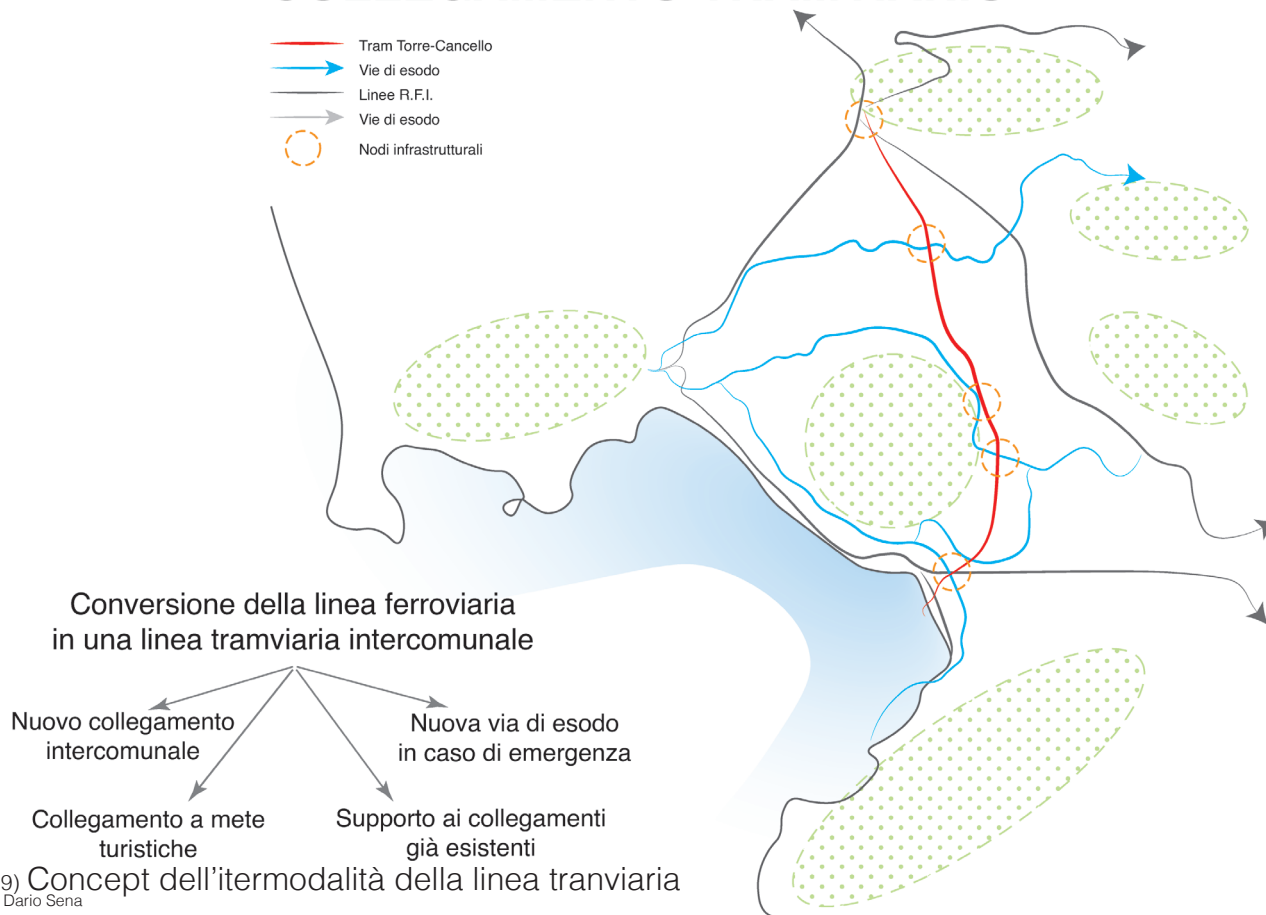 Tram Torre-Cancello
Vie di esodo
Linee R.F.I.
Vie di esodo
Nodi infrastrutturali
Conversione della linea ferroviaria
in una linea tramviaria intercomunale
Nuovo collegamento
intercomunale
Nuova via di esodo
in caso di emergenza
Collegamento a mete
turistiche
Supporto ai collegamenti
già esistenti
9) Concept dell'itermodalità della linea tranviaria
Dario Sena